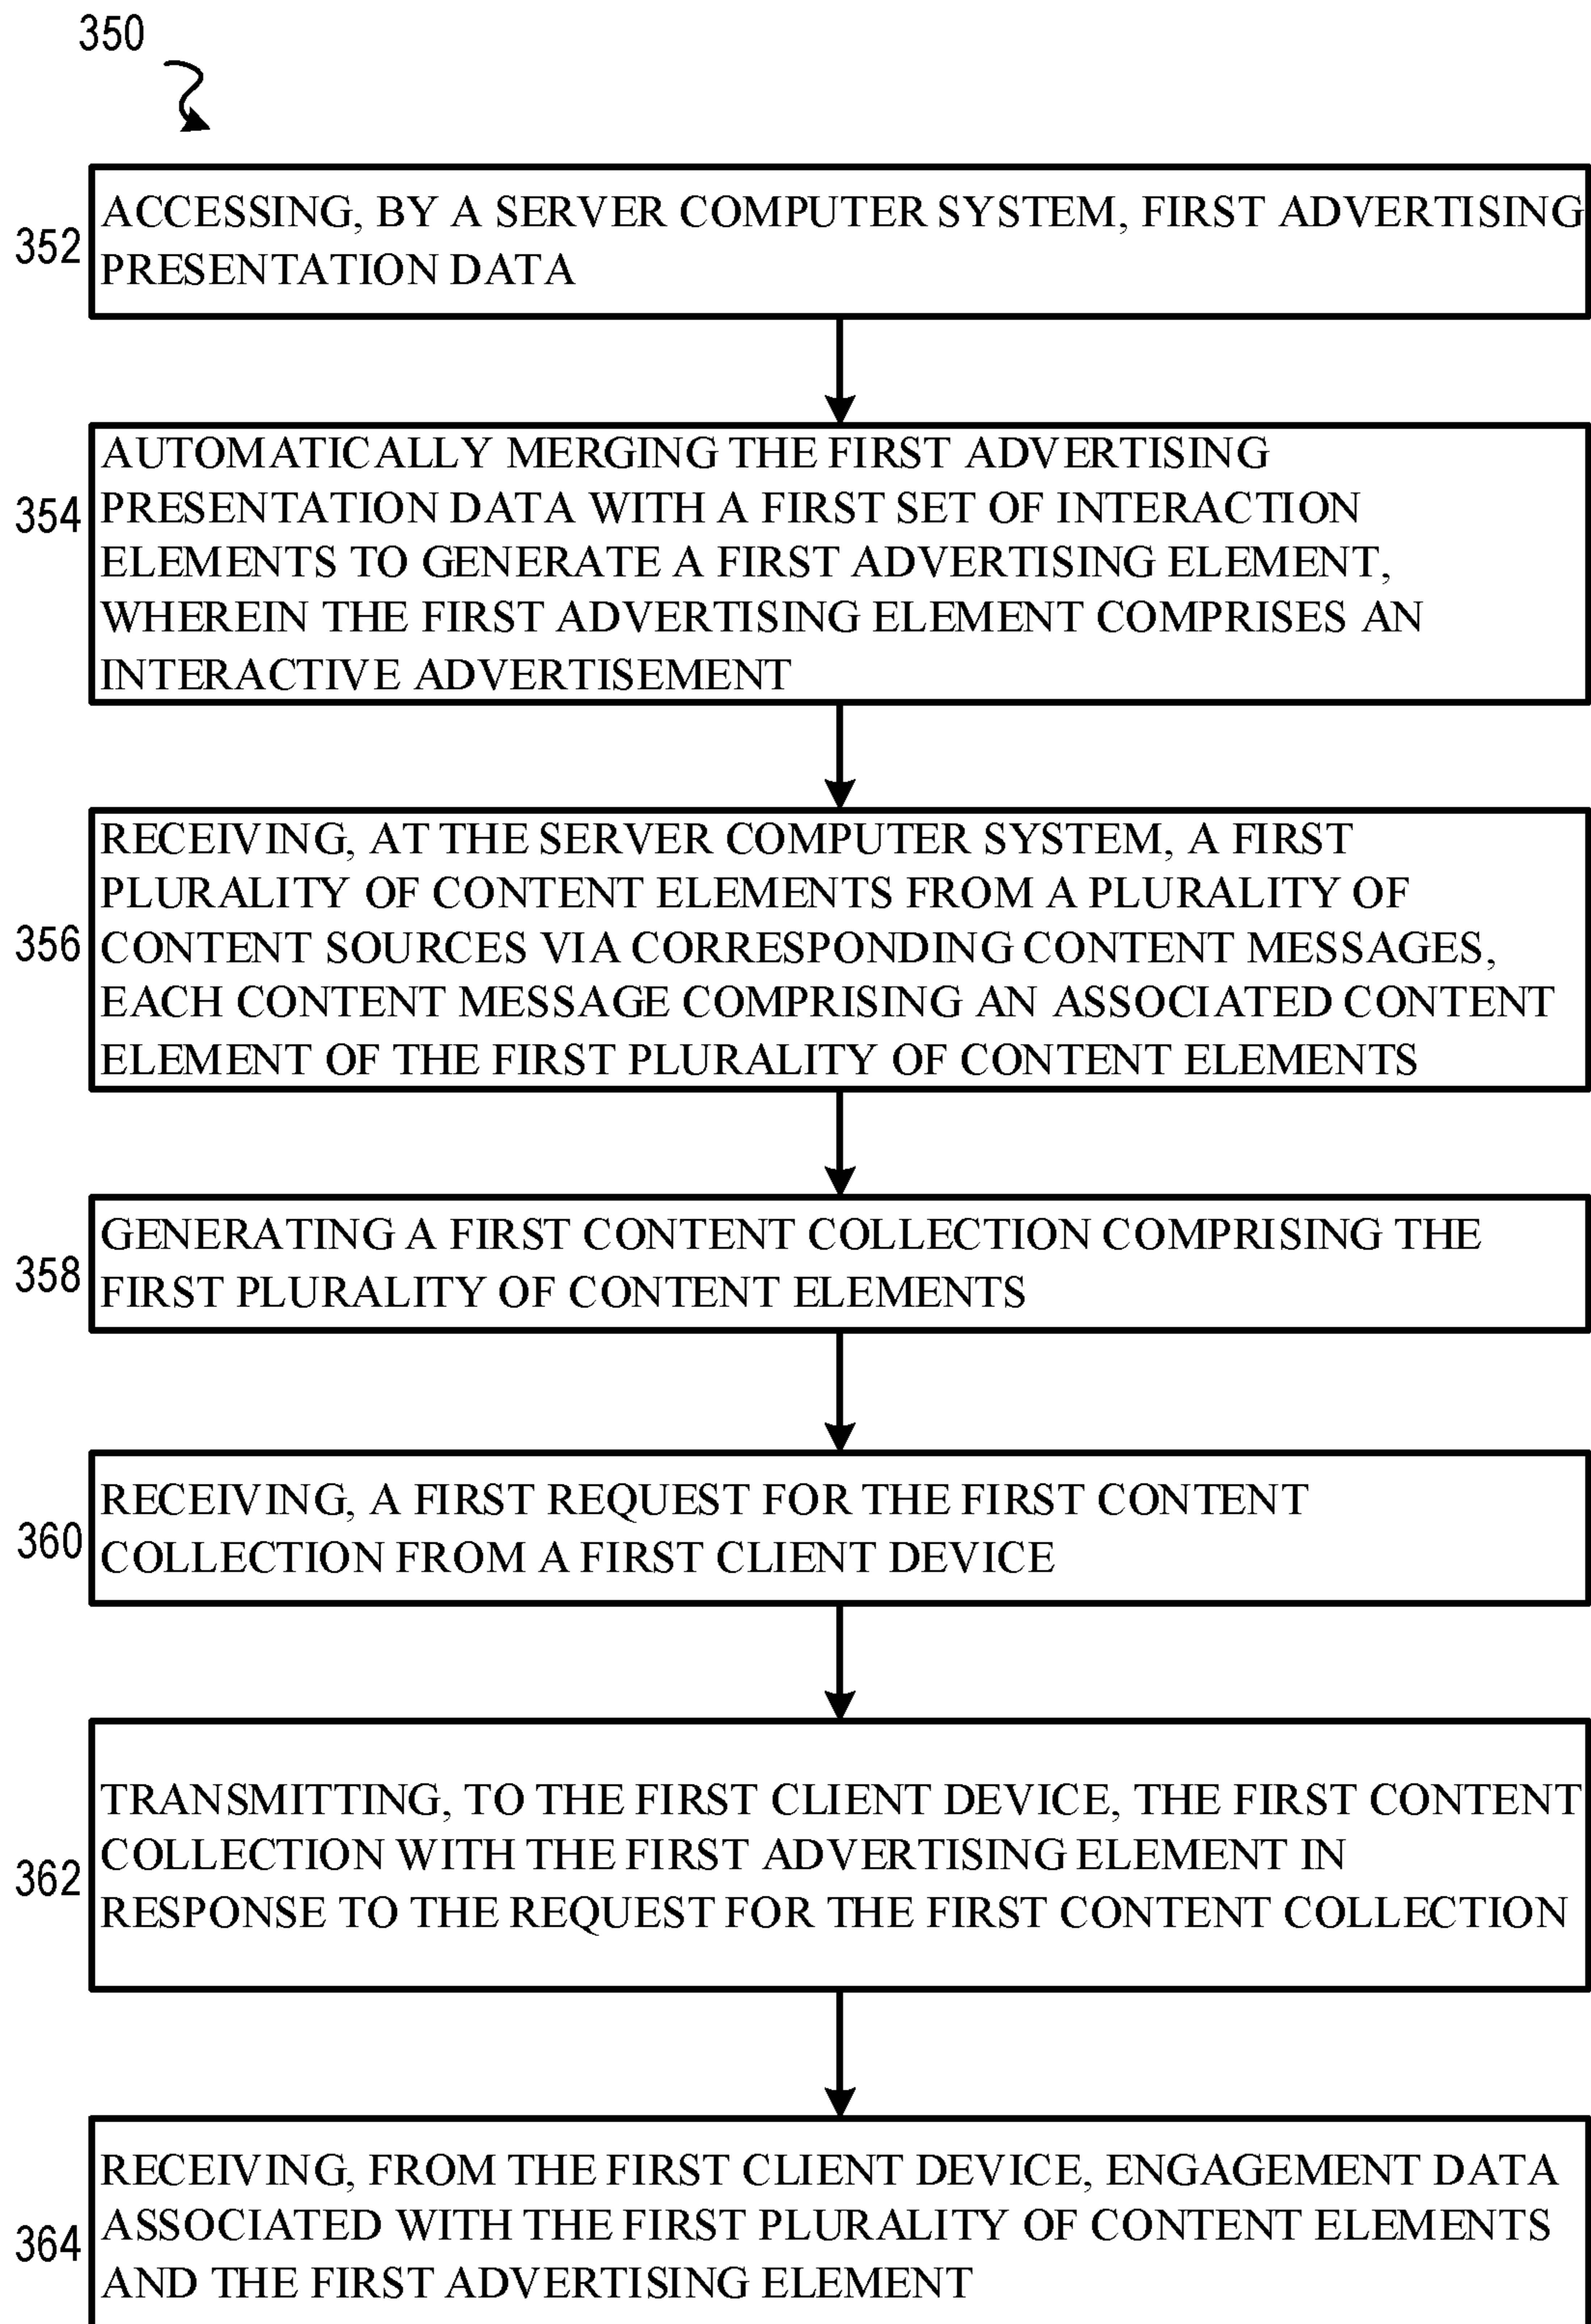 350
352
ACCESSING, BY A SERVER COMPUTER SYSTEM, FIRST ADVERTISING
PRESENTATION DATA
354
AUTOMATICALLY MERGING THE FIRST ADVERTISING
PRESENTATION DATA WITH A FIRST SET OF INTERACTION
ELEMENTS TO GENERATE A FIRST ADVERTISING ELEMENT,
WHEREIN THE FIRST ADVERTISING ELEMENT COMPRISES AN
INTERACTIVE ADVERTISEMENT
356
RECEIVING, AT THE SERVER COMPUTER SYSTEM, A FIRST
PLURALITY OF CONTENT ELEMENTS FROM A PLURALITY OF
CONTENT SOURCES VIA CORRESPONDING CONTENT MESSAGES,
EACH CONTENT MESSAGE COMPRISING AN ASSOCIATED CONTENT
ELEMENT OF THE FIRST PLURALITY OF CONTENT ELEMENTS
358
GENERATING A FIRST CONTENT COLLECTION COMPRISING THE
FIRST PLURALITY OF CONTENT ELEMENTS
360
RECEIVING, A FIRST REQUEST FOR THE FIRST CONTENT
COLLECTION FROM A FIRST CLIENT DEVICE
362
TRANSMITTING, TO THE FIRST CLIENT DEVICE, THE FIRST CONTENT
COLLECTION WITH THE FIRST ADVERTISING ELEMENT IN
RESPONSE TO THE REQUEST FOR THE FIRST CONTENT COLLECTION
364
RECEIVING, FROM THE FIRST CLIENT DEVICE, ENGAGEMENT DATA
ASSOCIATED WITH THE FIRST PLURALITY OF CONTENT ELEMENTS
AND THE FIRST ADVERTISING ELEMENT